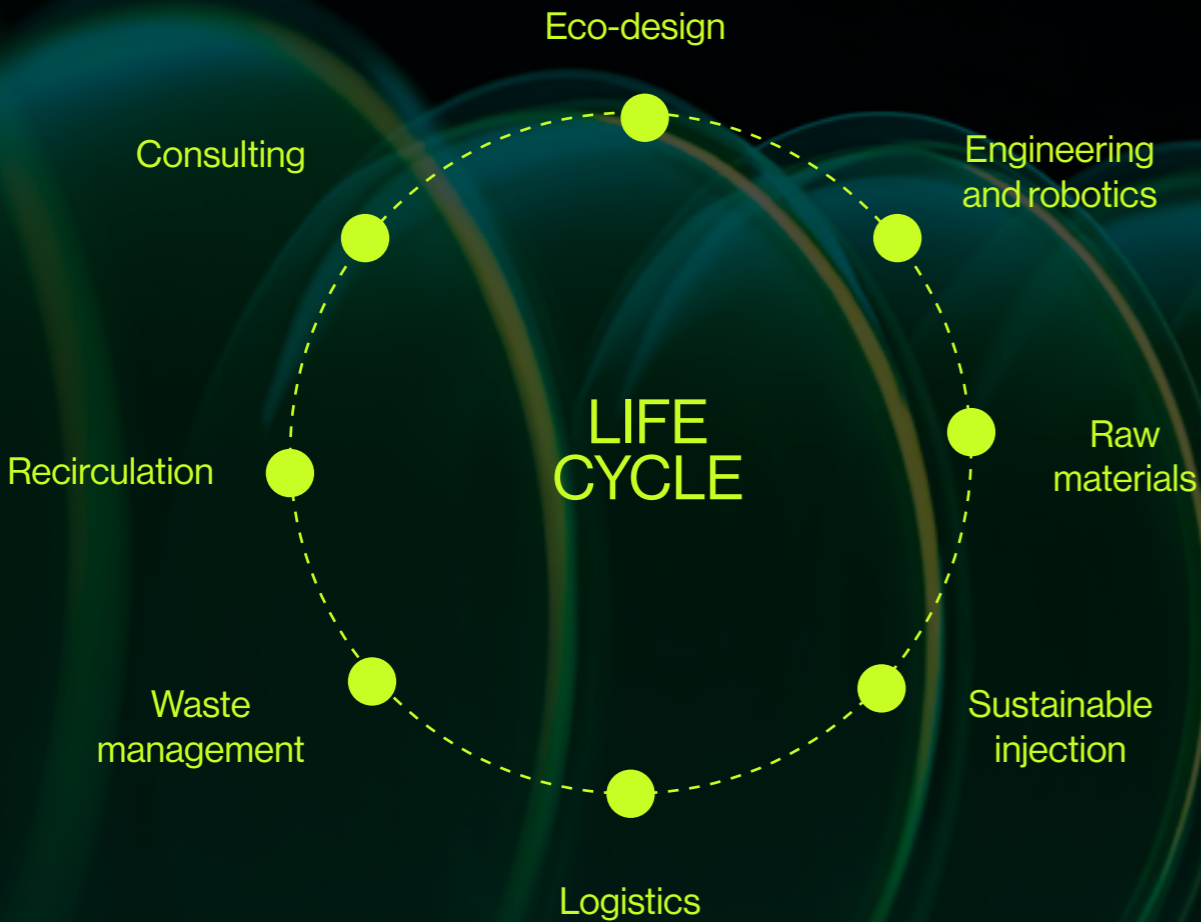 Eco-design
Consulting
Engineering
and robotics
LIFE
CYCLE
Raw
materials
Recirculation
Waste
management
Sustainable
injection
Logistics